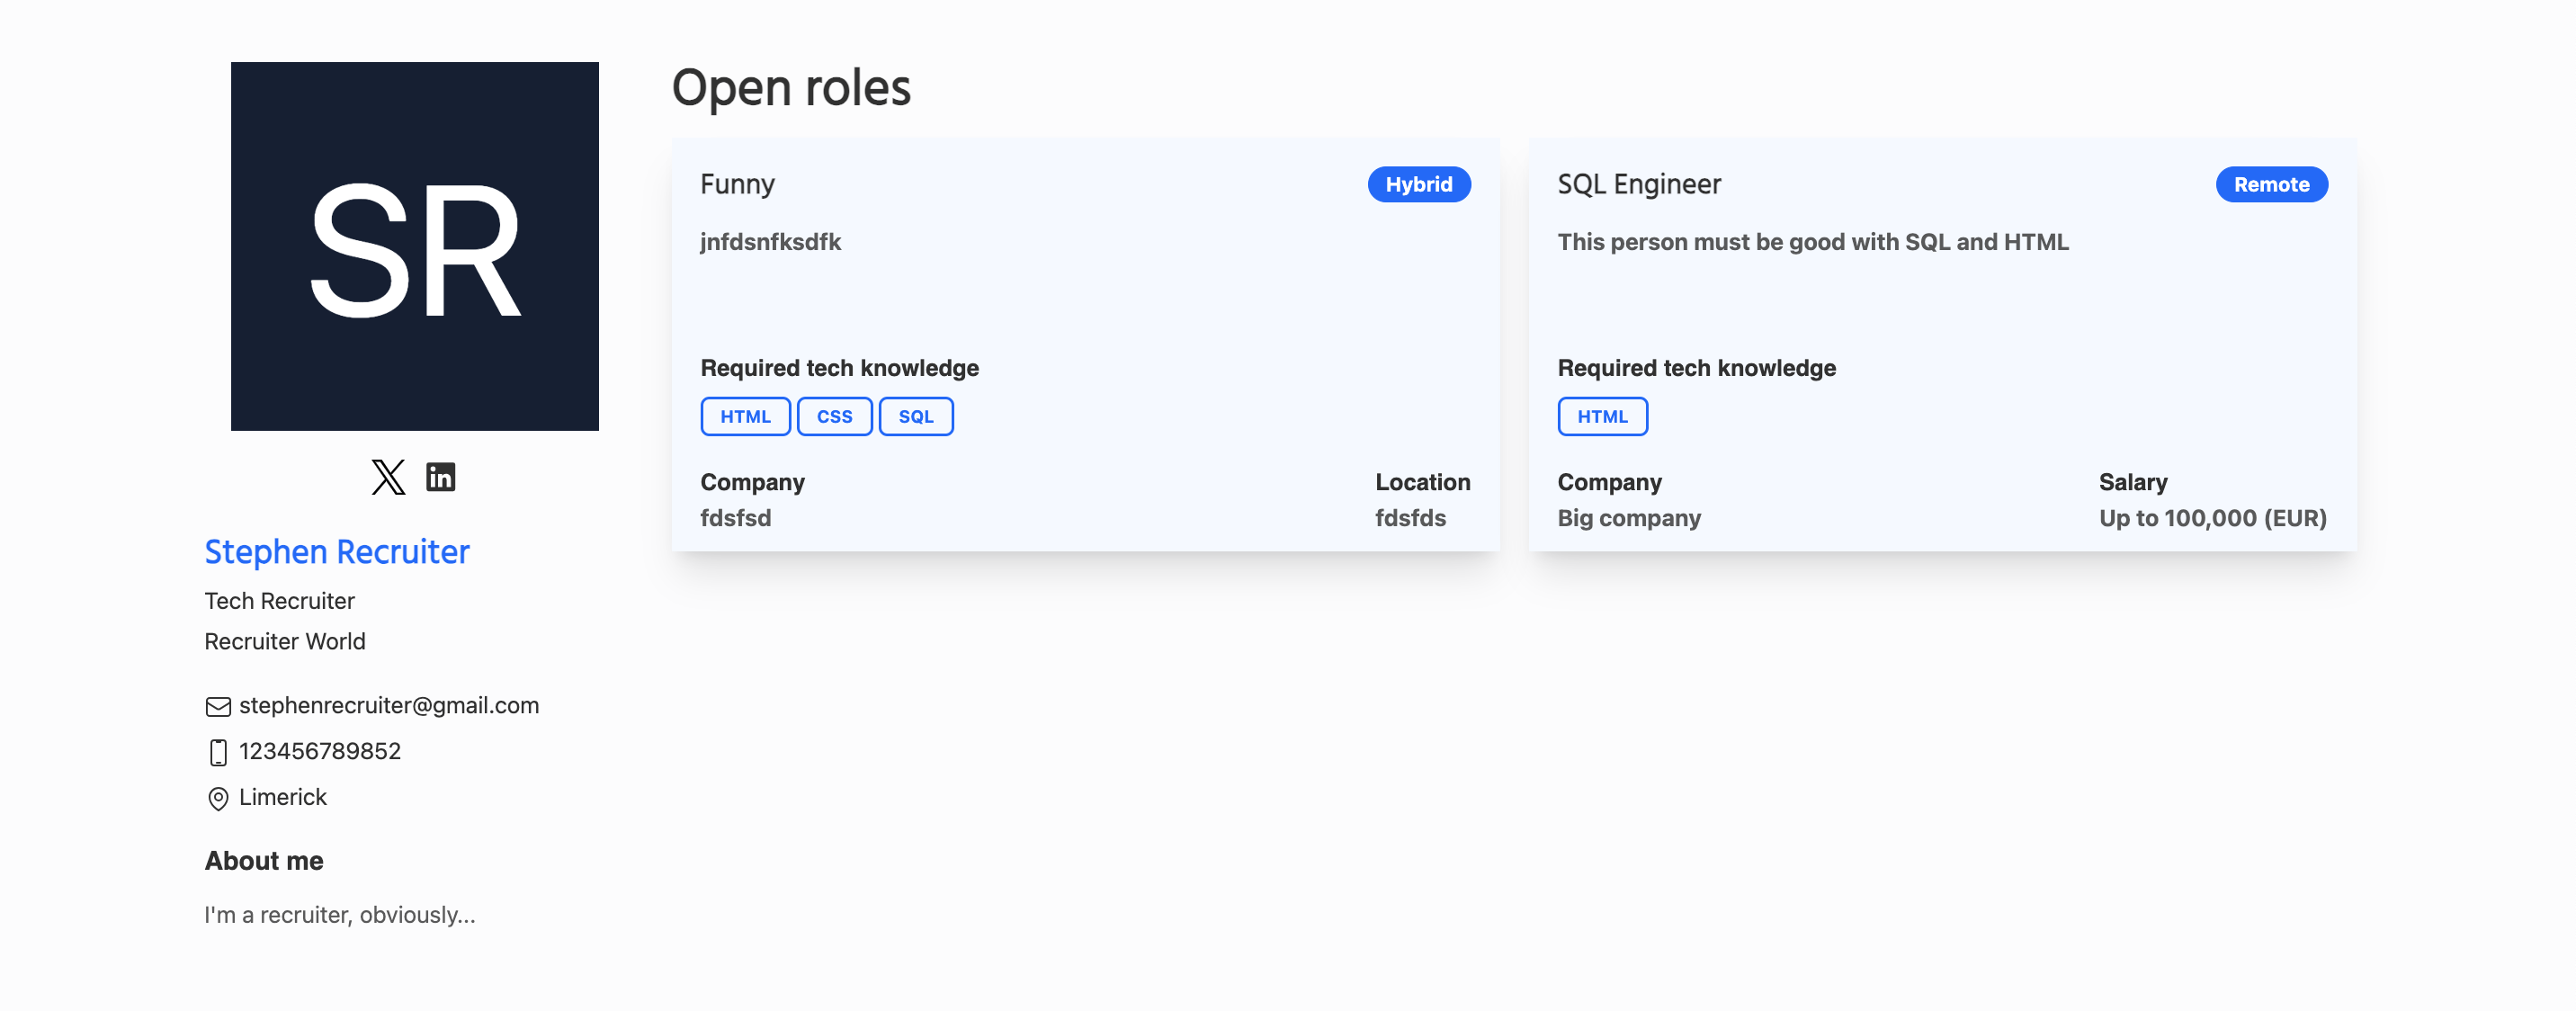 SR
Stephen Recruiter
Tech Recruiter
Recruiter World
stephenrecruiter@gmail.com
123456789852
Limerick
About me
I'm a recruiter, obviously...
Open roles
Funny
Hybrid
jnfdsnfksdfk
Required tech knowledge
HTML CSS SQL
Company
fdsfsd
Location
fdsfds
SQL Engineer
Remote
This person must be good with SQL and HTML
Required tech knowledge
HTML
Company
Big company
Salary
Up to 100,000 (EUR)